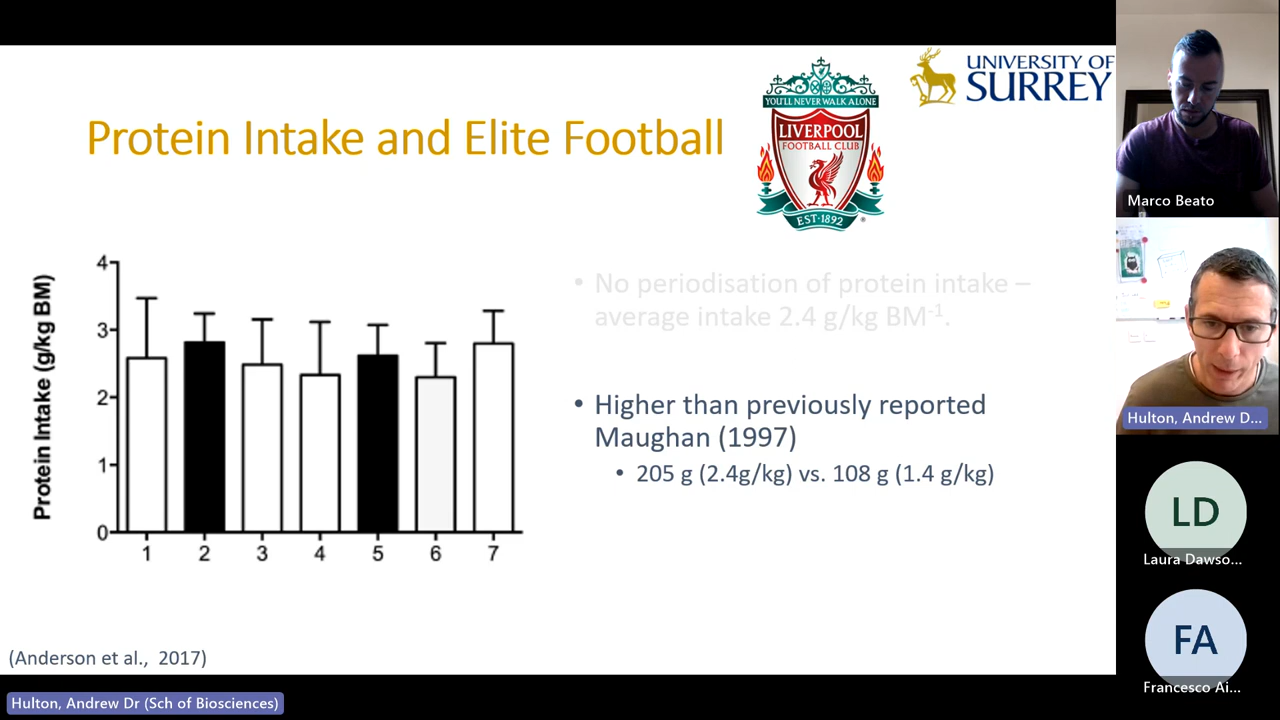 UNIVERSITY OF
SURREY
YOU'LL NEVER WALK ALONE
LIVERPOOL
FOOTBALL CLUB
EST·1892
®
Protein Intake and Elite Football
Protein Intake (g/kg BM)
4
3
2
1
0
1 2 3 4 5 6 7
• No periodisation of protein intake –
average intake 2.4 g/kg BM-1.
• Higher than previously reported
Maughan (1997)
• 205 g (2.4g/kg) vs. 108 g (1.4 g/kg)
(Anderson et al., 2017)
Hulton, Andrew Dr (Sch of Biosciences)
Marco Beato
Hulton, Andrew D...
LD
Laura Dawso...
FA
Francesco Ai...